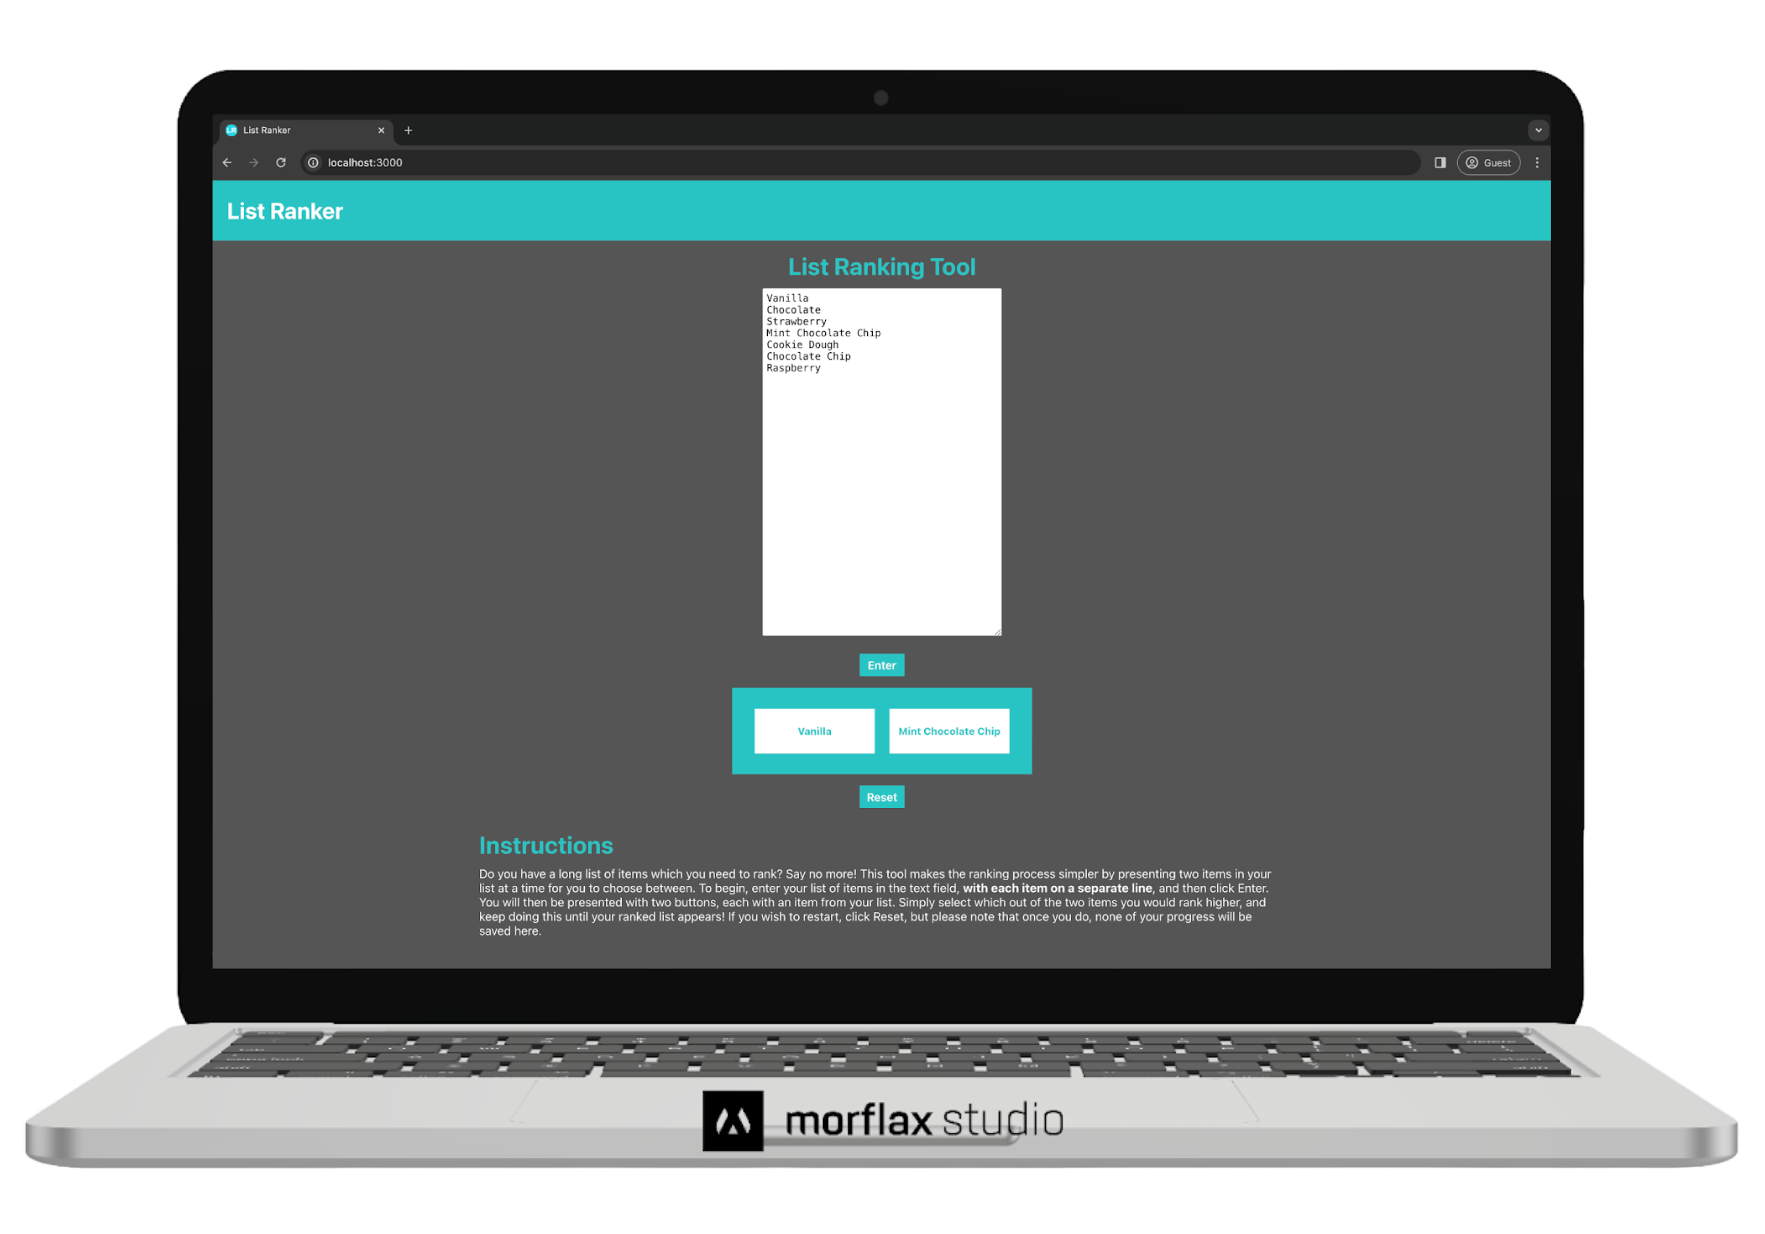 LR List Ranker
localhost:3000
Guest
List Ranker
List Ranking Tool
Vanilla
Chocolate
Strawberry
Mint Chocolate Chip
Cookie Dough
Chocolate Chip
Raspberry
Enter
Vanilla
Mint Chocolate Chip
Reset
Instructions
Do you have a long list of items which you need to rank? Say no more! This tool makes the ranking process simpler by presenting two items in your
list at a time for you to choose between. To begin, enter your list of items in the text field, with each item on a separate line, and then click Enter.
You will then be presented with two buttons, each with an item from your list. Simply select which out of the two items you would rank higher, and
keep doing this until your ranked list appears! If you wish to restart, click Reset, but please note that once you do, none of your progress will be
saved here.
morflax studio